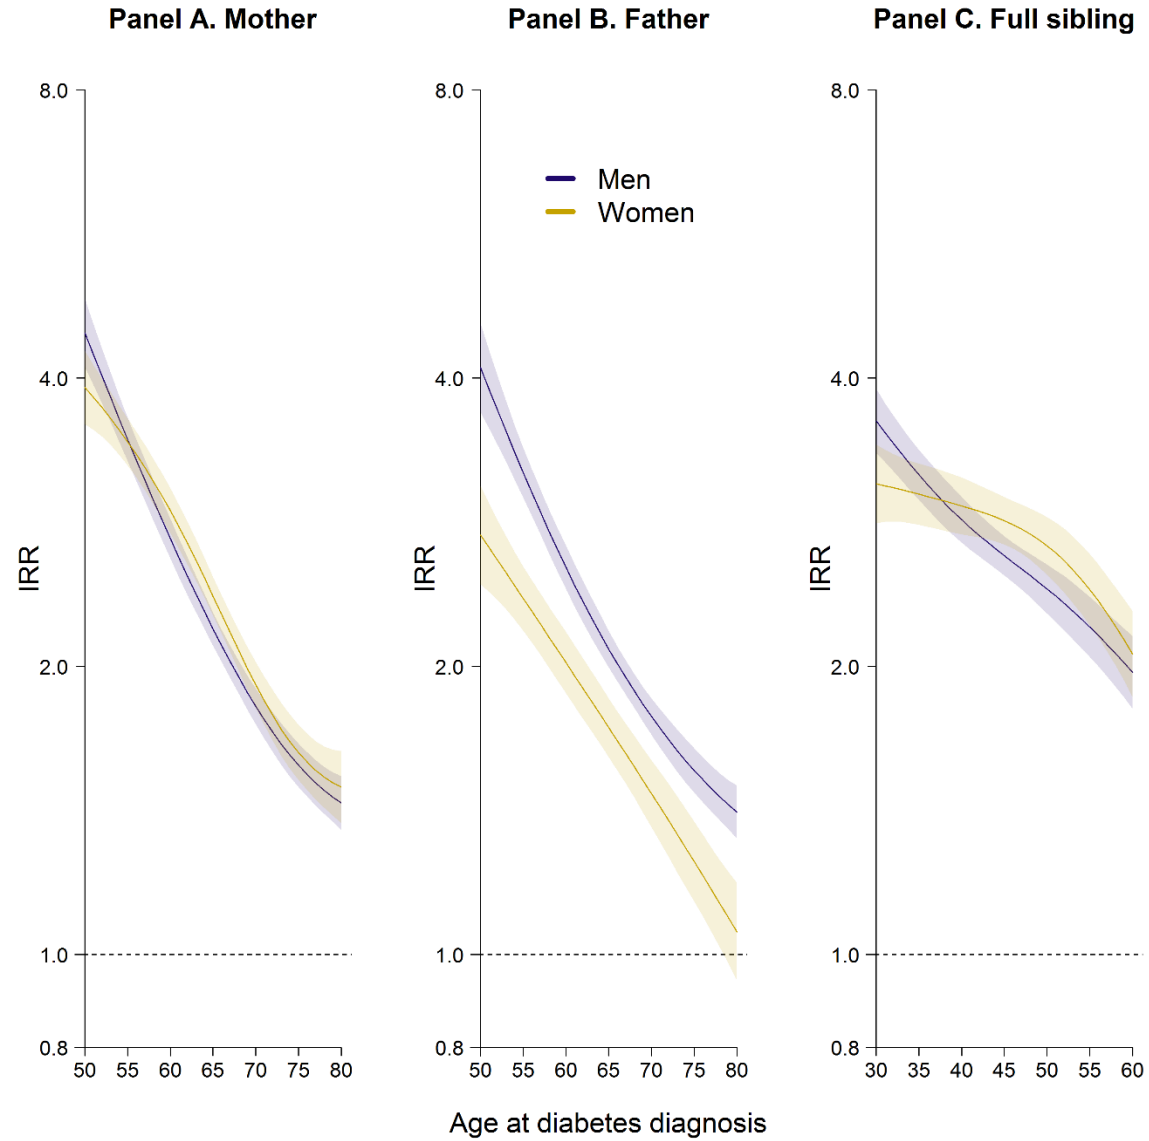 Panel A. Mother
Panel B. Father
Panel C. Full sibling
8.0
4.0
2.0
1.0
0.8
IRR
50 55 60 65 70 75 80
8.0
4.0
2.0
1.0
0.8
IRR
Men
Women
50 55 60 65 70 75 80
8.0
4.0
2.0
1.0
0.8
IRR
30 35 40 45 50 55 60
Age at diabetes diagnosis